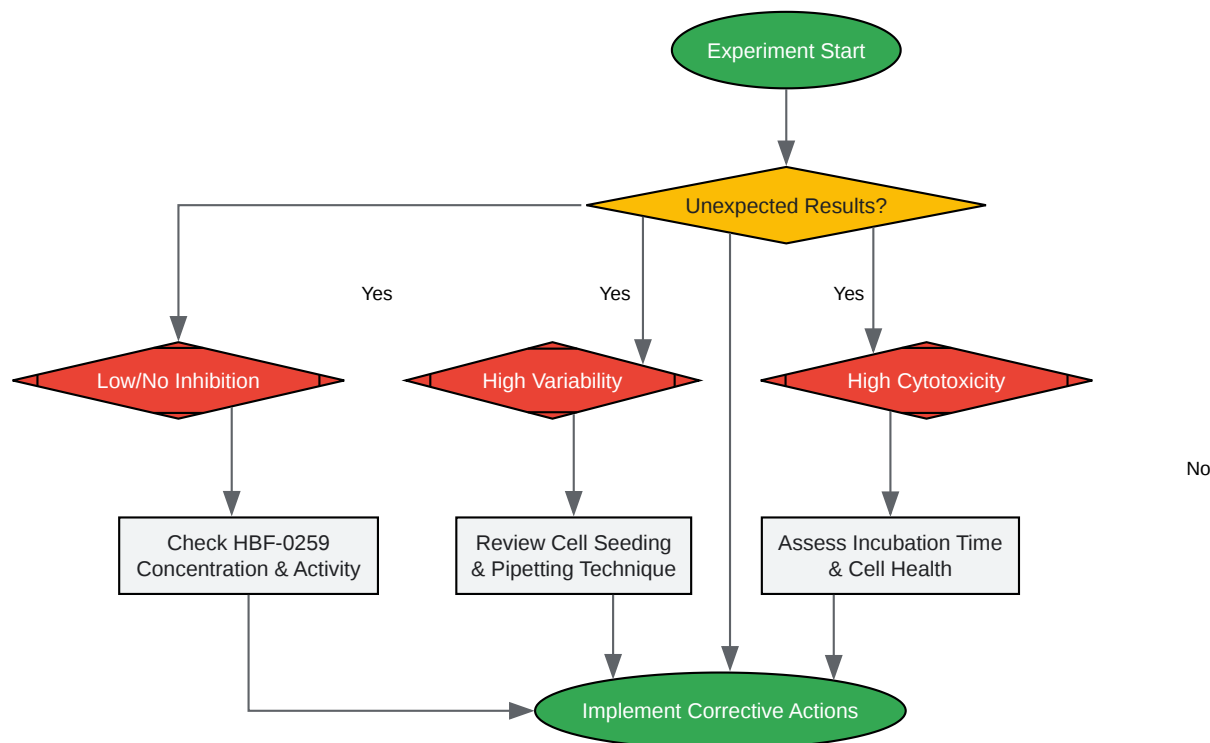 Experiment Start
Unexpected Results?
Yes
Yes
Yes
Low/No Inhibition
High Variability
High Cytotoxicity
No
Check HBF-0259
Concentration & Activity
Review Cell Seeding
& Pipetting Technique
Assess Incubation Time
& Cell Health
Implement Corrective Actions